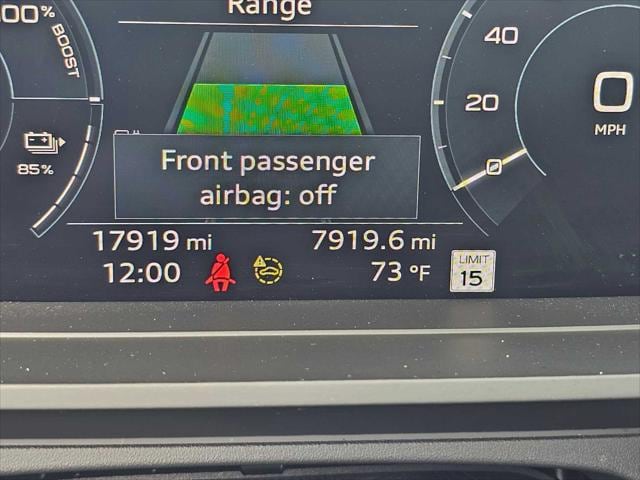 Range
00%
BOOST
85%
Front passenger
airbag: off
40
20
0
0
MPH
17919 mi
7919.6 mi
12:00
73 °F
LIMIT
15